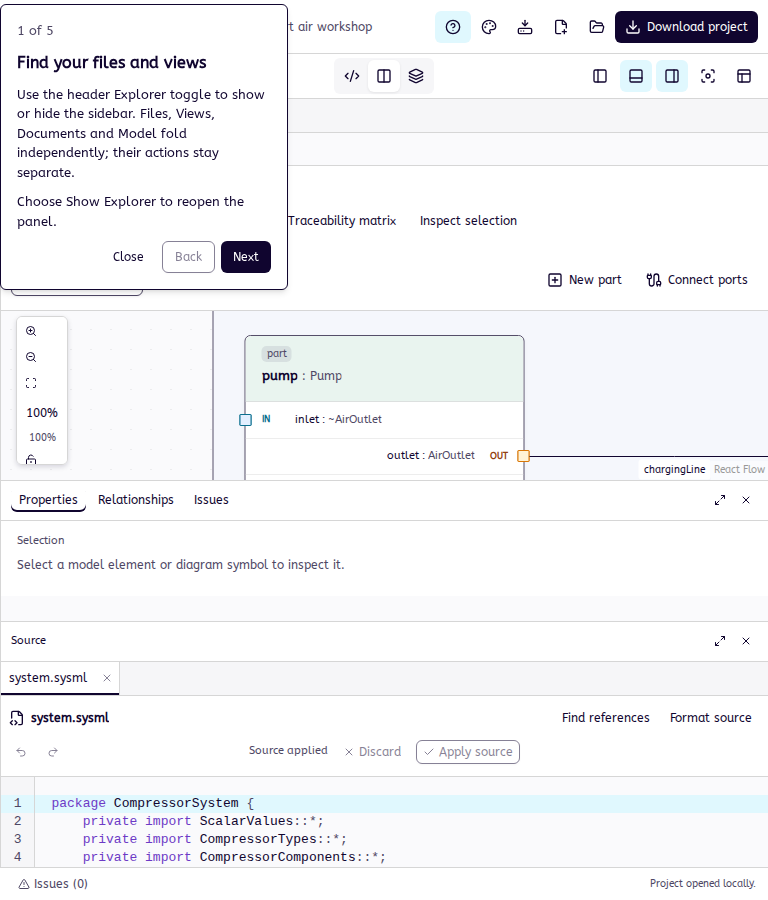 1 of 5
Find your files and views
Use the header Explorer toggle to show
or hide the sidebar. Files, Views,
Documents and Model fold
independently; their actions stay
separate.
Choose Show Explorer to reopen the
panel.
Close
Back
Next
air workshop
Download project
Traceability matrix
Inspect selection
New part
Connect ports
100%
100%
part
pump : Pump
IN
inlet : ~AirOutlet
outlet : AirOutlet
OUT
chargingLine
React Flow
Properties
Relationships
Issues
Selection
Select a model element or diagram symbol to inspect it.
Source
system.sysml
system.sysml
Find references
Format source
Source applied
Discard
Apply source
1 package CompressorSystem {
2 private import ScalarValues::*;
3 private import CompressorTypes::*;
4 private import CompressorComponents::*;
Issues (0)
Project opened locally.